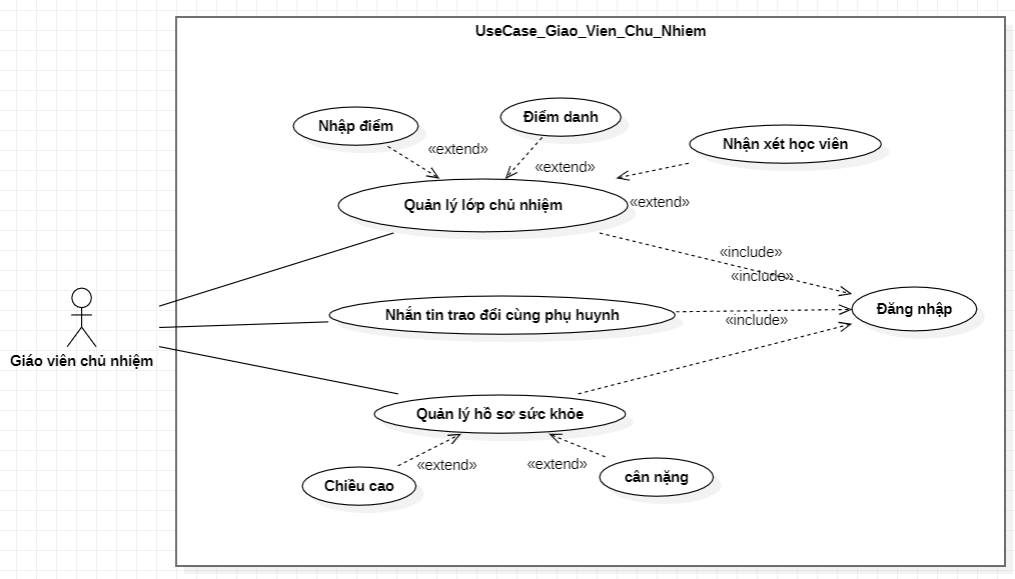 UseCase_Giao_Vien_Chu_Nhiem
Nhập điểm
Điểm danh
Nhận xét học viên
«extend»
«extend»
«extend»
Quản lý lớp chủ nhiệm
«include»
«include»
Nhắn tin trao đổi cùng phụ huynh
«include»
Đăng nhập
Giáo viên chủ nhiệm
Quản lý hồ sơ sức khỏe
«extend»
«extend»
Chiều cao
cân nặng